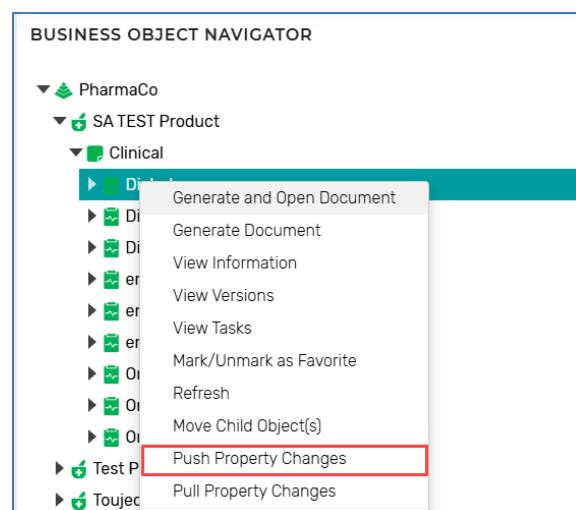 BUSINESS OBJECT NAVIGATOR
PharmaCo
SA TEST Product
Clinical
Generate and Open Document
Generate Document
View Information
View Versions
View Tasks
Mark/Unmark as Favorite
Refresh
Move Child Object(s)
Push Property Changes
Test P
Pull Property Changes